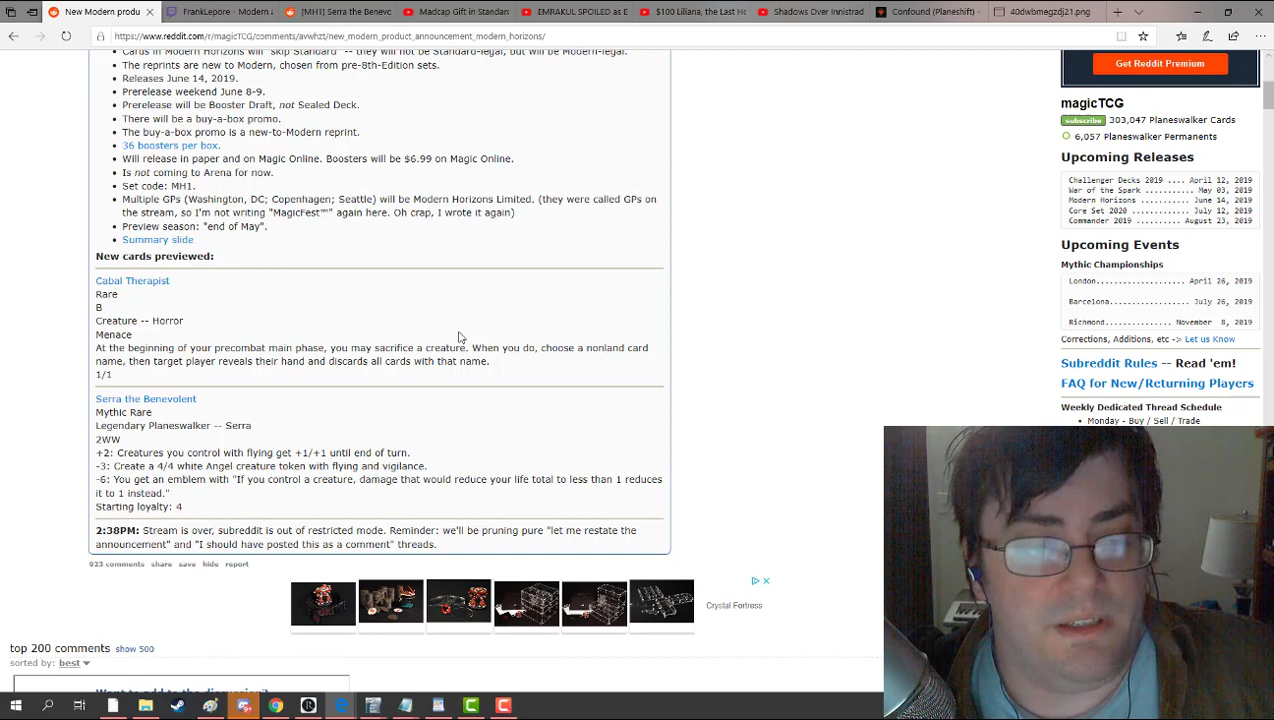 New Modern produ
FrankLepore - Modern a
[MH1] Serra the Benevo
Madcap Gift in Standar
EMRAKUL SPOILED as E
$100 Liliana, the Last Ho
Shadows Over Innistrad
Confound (Planeshift)
40dwbmegzdj21.png
https://www.reddit.com/r/magicTCG/comments/avwhzt/new_modern_product_announcement_modern_horizons/
Cards in Modern Horizons will "skip Standard" -- they will not be Standard-legal, but will be Modern-legal.
The reprints are new to Modern, chosen from pre-8th-Edition sets.
Releases June 14, 2019.
Prerelease weekend June 8-9.
Prerelease will be Booster Draft, not Sealed Deck.
There will be a buy-a-box promo.
The buy-a-box promo is a new-to-Modern reprint.
36 boosters per box.
Will release in paper and on Magic Online. Boosters will be $6.99 on Magic Online.
Is not coming to Arena for now.
Set code: MH1.
Multiple GPs (Washington, DC; Copenhagen; Seattle) will be Modern Horizons Limited. (they were called GPs on
the stream, so I'm not writing "MagicFest™" again here. Oh crap, I wrote it again)
Preview season: "end of May".
Summary slide
New cards previewed:
Cabal Therapist
Rare
B
Creature -- Horror
Menace
At the beginning of your precombat main phase, you may sacrifice a creature. When you do, choose a nonland card
name, then target player reveals their hand and discards all cards with that name.
1/1
Serra the Benevolent
Mythic Rare
Legendary Planeswalker -- Serra
2WW
+2: Creatures you control with flying get +1/+1 until end of turn.
-3: Create a 4/4 white Angel creature token with flying and vigilance.
-6: You get an emblem with "If you control a creature, damage that would reduce your life total to less than 1 reduces
it to 1 instead."
Starting loyalty: 4
2:38PM: Stream is over, subreddit is out of restricted mode. Reminder: we'll be pruning pure "let me restate the
announcement" and "I should have posted this as a comment" threads.
923 comments share save hide report
Crystal Fortress
top 200 comments show 500
sorted by: best
Want to add to the discussion?
Get Reddit Premium
magicTCG
subscribe 303,047 Planeswalker Cards
6,057 Planeswalker Permanents
Upcoming Releases
Challenger Decks 2019 .... April 12, 2019
War of the Spark .......... May 03, 2019
Modern Horizons .......... June 14, 2019
Core Set 2020 ............ July 12, 2019
Commander 2019 ......... August 23, 2019
Upcoming Events
Mythic Championships
London................... April 26, 2019
Barcelona................. July 26, 2019
Richmond.............. November 8, 2019
Corrections, Additions, etc -> Let us Know
Subreddit Rules -- Read 'em!
FAQ for New/Returning Players
Weekly Dedicated Thread Schedule
Monday - Buy / Sell / Trade